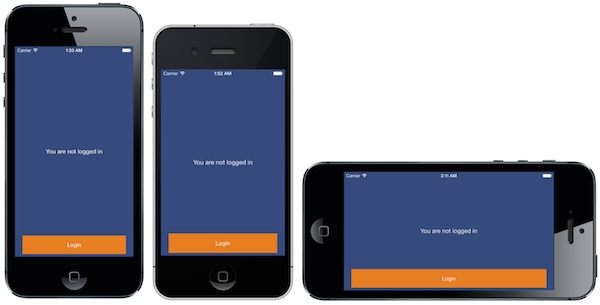 Carrier 1:33 AM
You are not logged in
Login
Carrier 1:52 AM
You are not logged in
Login
Carrier 2:11 AM
You are not logged in
Login